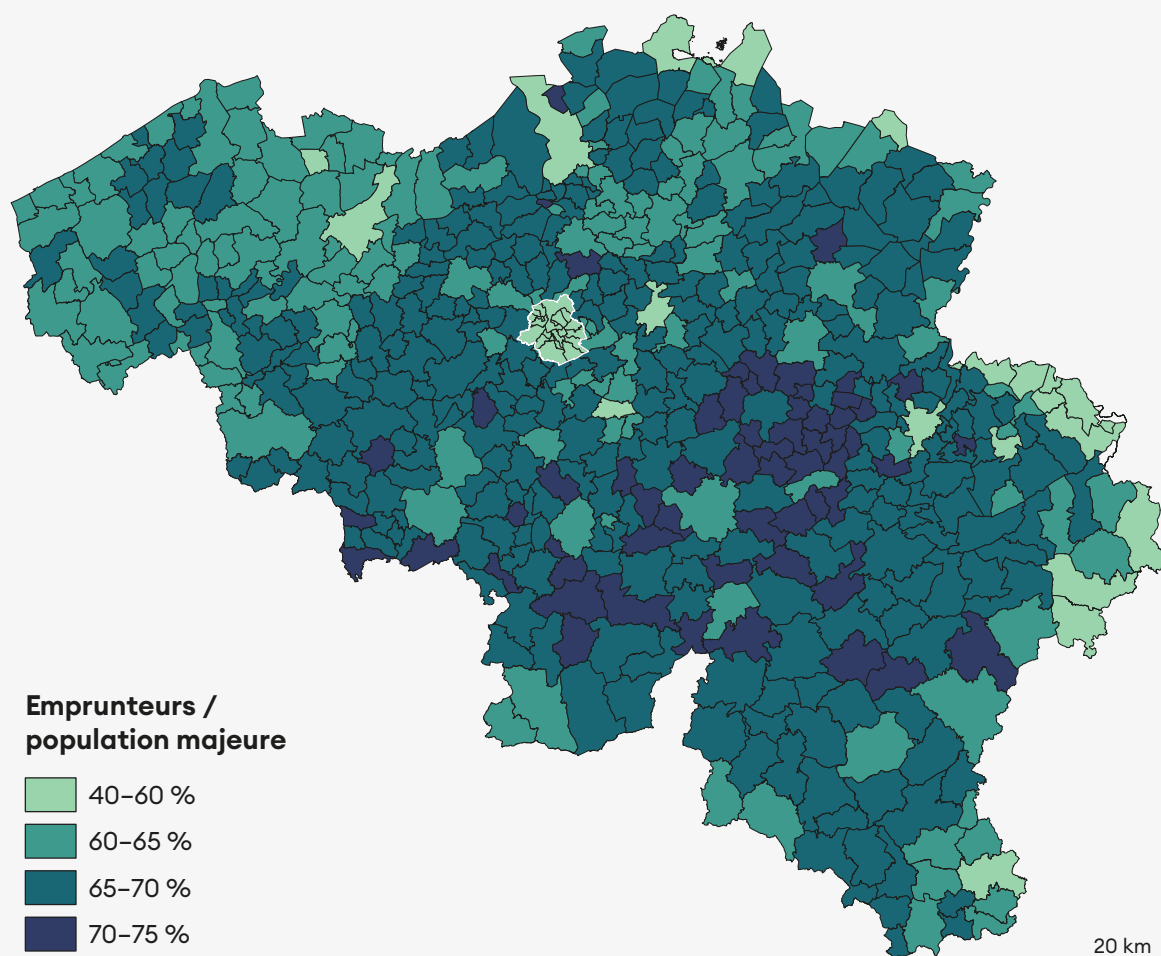 Emprunteurs /
population majeure
40–60 %
60–65 %
65–70 %
70–75 %
20 km